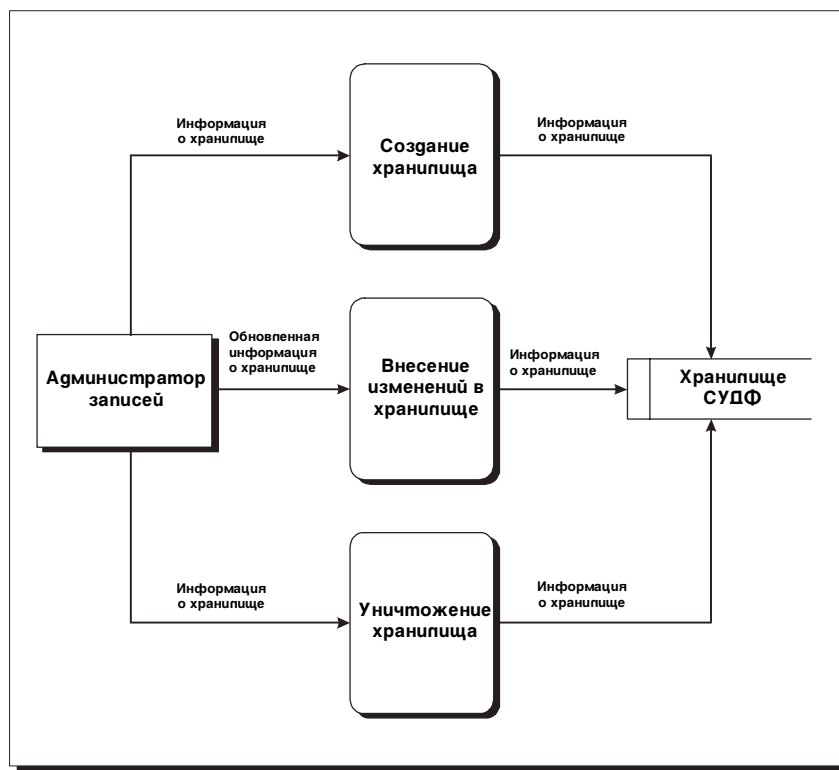 Информация
о хранилище
Создание
хранилища
Информация
о хранилище
Администратор
записей
Обновленная
информация
о хранилище
Внесение
изменений в
хранилище
Информация
о хранилище
Хранилище
СУДФ
Информация
о хранилище
Уничтожение
хранилища
Информация
о хранилище